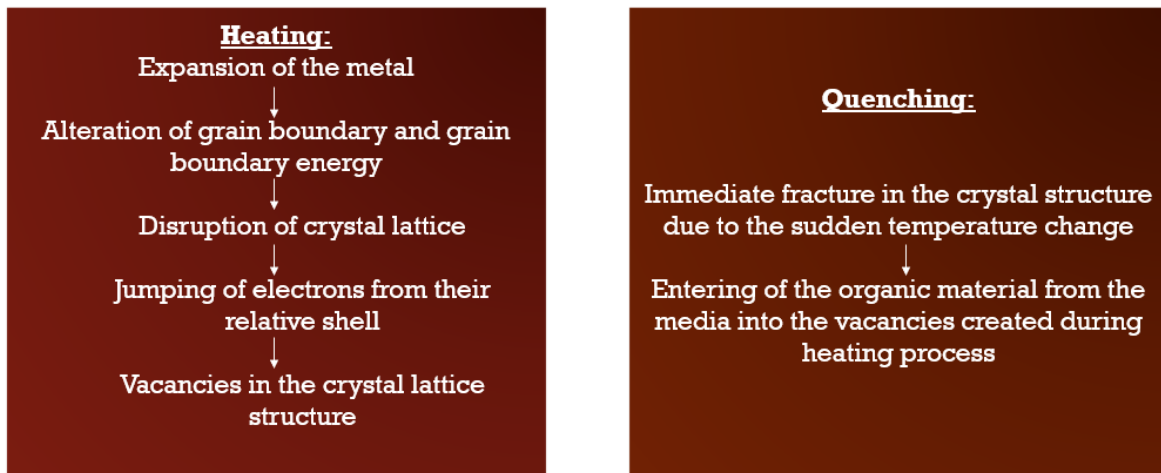 Heating:
Expansion of the metal
Alteration of grain boundary and grain
boundary energy
Disruption of crystal lattice
Jumping of electrons from their
relative shell
Vacancies in the crystal lattice
structure
Quenching:
Immediate fracture in the crystal structure
due to the sudden temperature change
Entering of the organic material from the
media into the vacancies created during
heating process